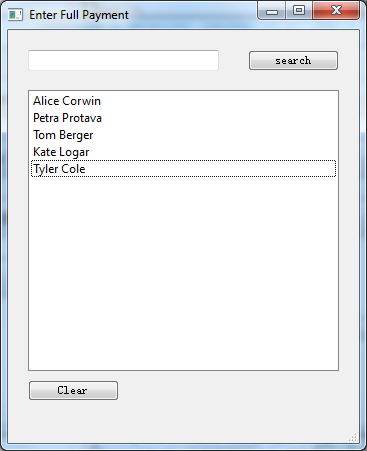 Enter Full Payment
search
Alice Corwin
Petra Protava
Tom Berger
Kate Logar
Tyler Cole
Clear